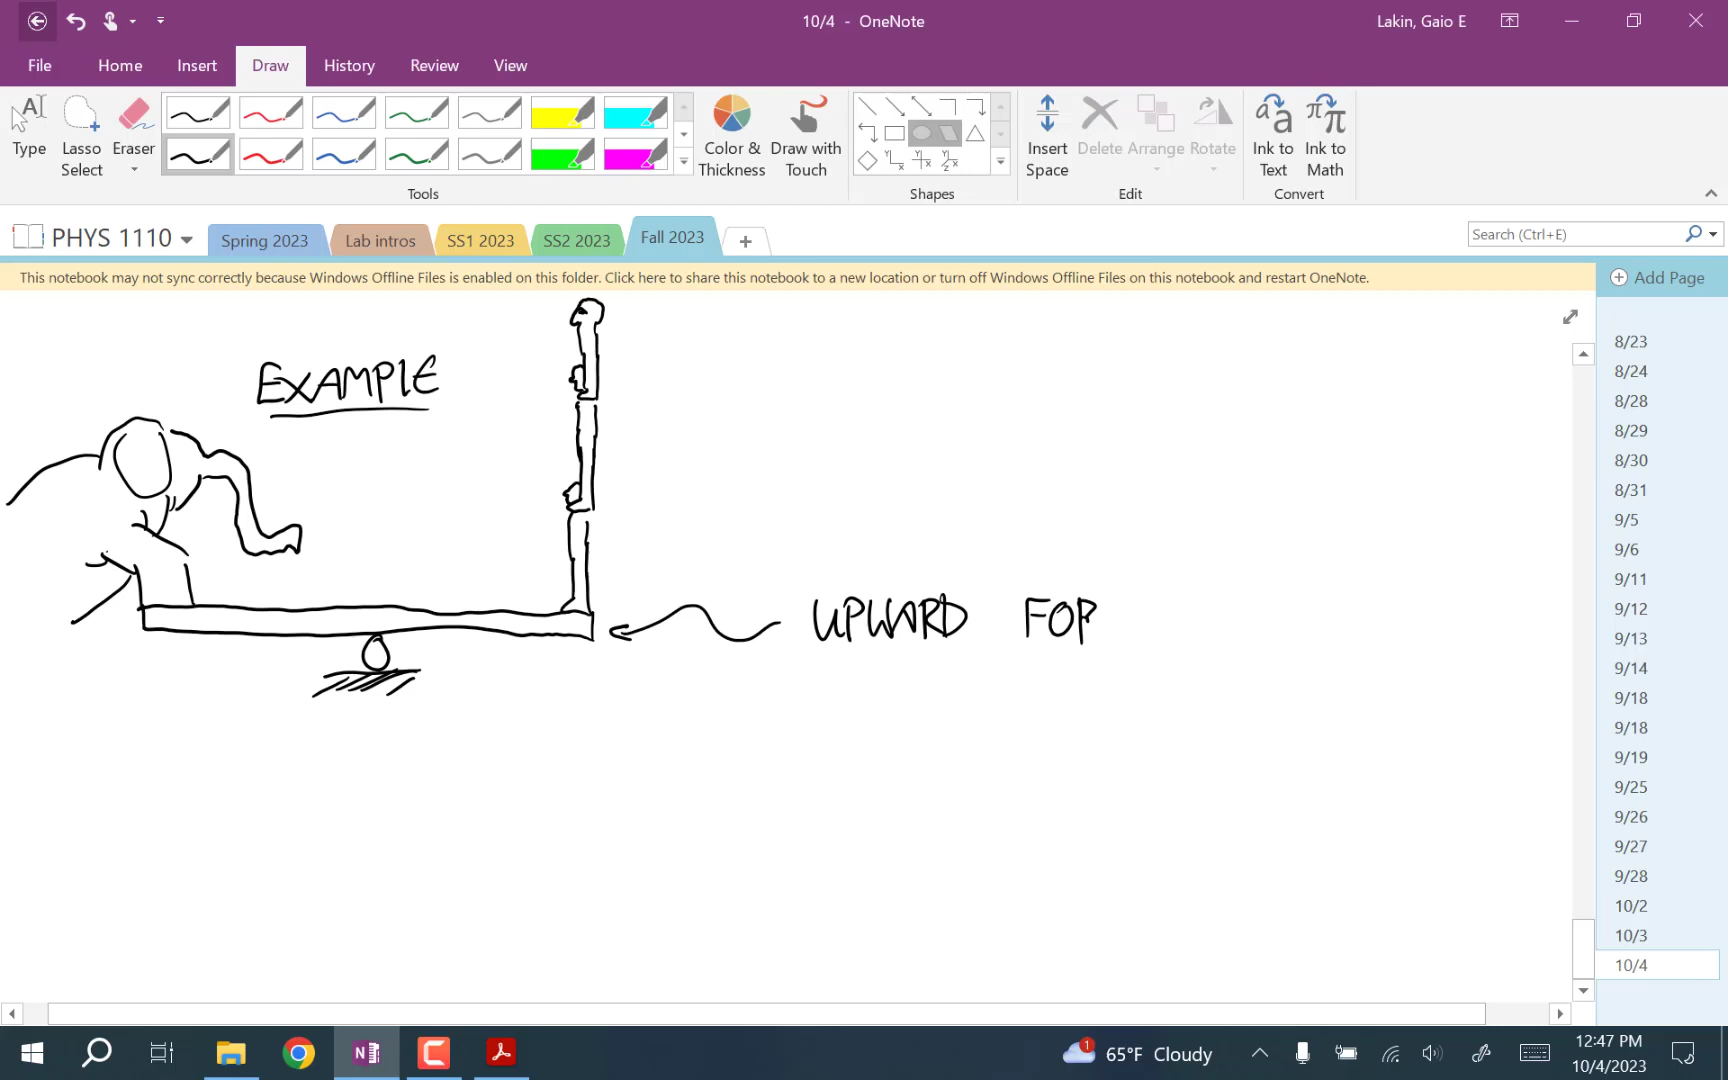 10/4 - OneNote
Lakin, Gaio E
File Home Insert Draw History Review View
Type
Lasso Select
Eraser
Color & Thickness
Draw with Touch
Insert Space
Delete
Arrange
Rotate
Ink to Text
Ink to Math
Tools
Shapes
Edit
Convert
PHYS 1110
Spring 2023
Lab intros
SS1 2023
SS2 2023
Fall 2023
Search (Ctrl+E)
This notebook may not sync correctly because Windows Offline Files is enabled on this folder. Click here to share this notebook to a new location or turn off Windows Offline Files on this notebook and restart OneNote.
Add Page
EXAMPLE
UPWARD FOR
8/23
8/24
8/28
8/29
8/30
8/31
9/5
9/6
9/11
9/12
9/13
9/14
9/18
9/18
9/19
9/25
9/26
9/27
9/28
10/2
10/3
10/4
1
65°F Cloudy
12:47 PM
10/4/2023